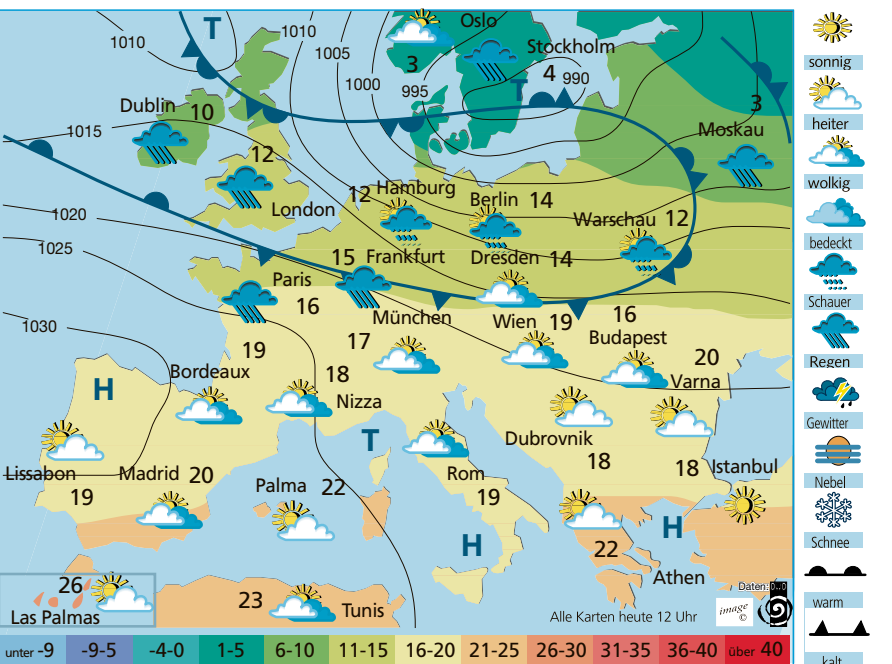 1010
T
1010
1005
1000
995
990
Oslo
3
Stockholm
4
T
3
Moskau
Dublin
10
1015
12
London
12
Hamburg
Berlin
14
Warschau
12
1020
1025
1030
15
Frankfurt
Dresden
14
Paris
16
München
17
Wien
19
16
Budapest
20
Varna
19
Bordeaux
18
Nizza
H
T
Dubrovnik
18
18
Istanbul
Lissabon
19
Madrid
20
Palma
22
Rom
19
H
H
22
Athen
26
Las Palmas
23
Tunis
Daten:
image
©
Alle Karten heute 12 Uhr
unter -9
-9-5
-4-0
1-5
6-10
11-15
16-20
21-25
26-30
31-35
36-40
über 40
sonnig
heiter
wolkig
bedeckt
Schauer
Regen
Gewitter
Nebel
Schnee
warm
kalt